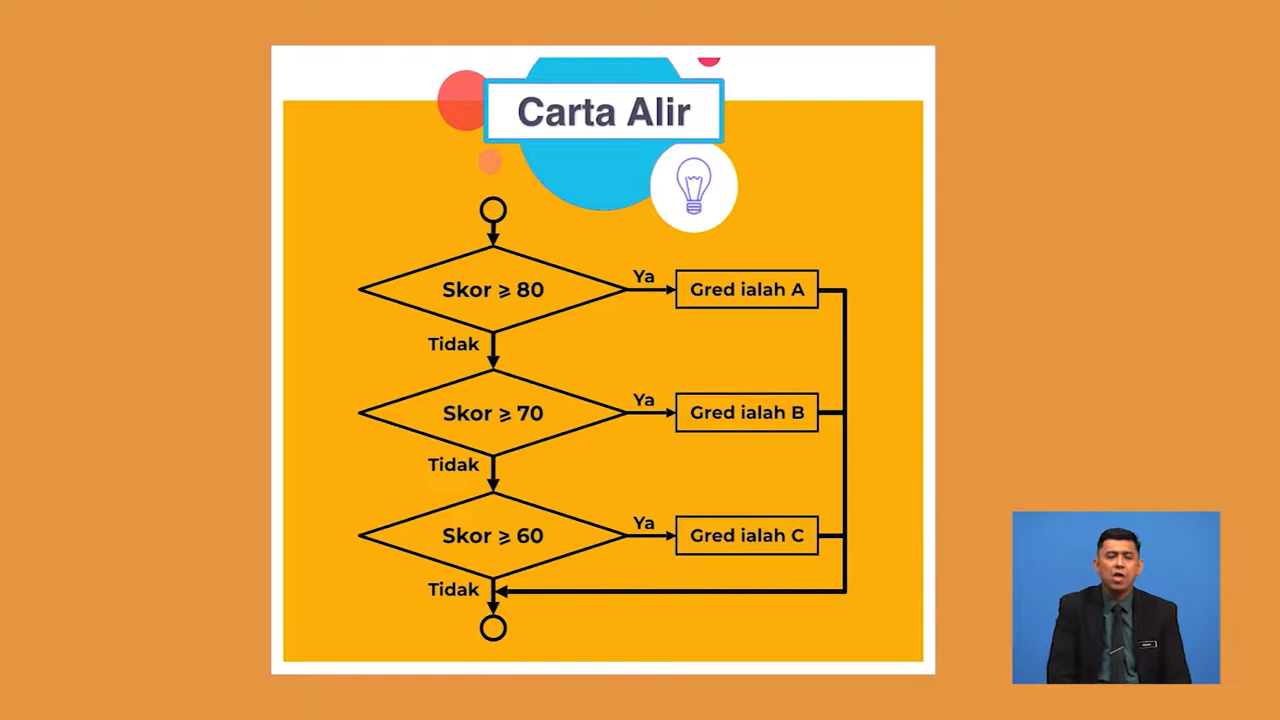 Carta Alir
Skor ⩾ 80
Ya
Gred ialah A
Tidak
Skor ⩾ 70
Ya
Gred ialah B
Tidak
Skor ⩾ 60
Ya
Gred ialah C
Tidak